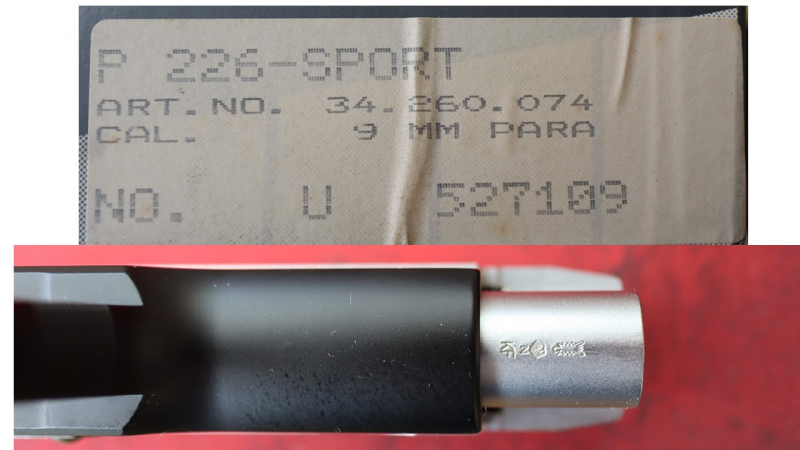 P 226-SPORT
ART.NO. 34.260.074
CAL. 9 MM PARA
NO. U 527109